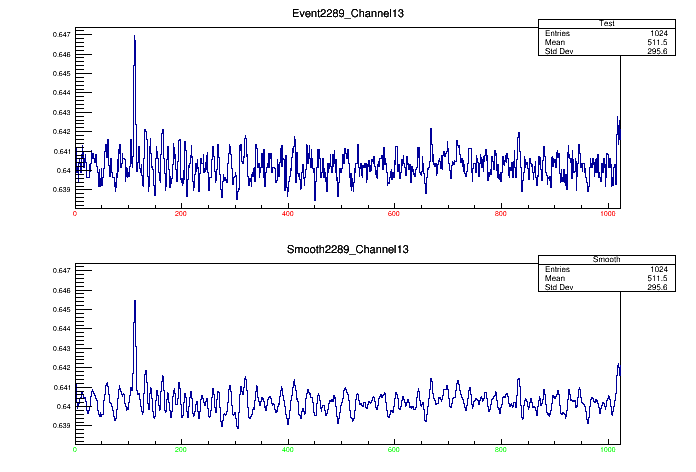 Event2289_Channel13
Test
Entries 1024
Mean 511.5
Std Dev 295.6
0.647
0.646
0.645
0.644
0.643
0.642
0.641
0.64
0.639
0 200 400 600 800 1000
Smooth2289_Channel13
Smooth
Entries 1024
Mean 511.5
Std Dev 295.6
0.647
0.646
0.645
0.644
0.643
0.642
0.641
0.64
0.639
0 200 400 600 800 1000